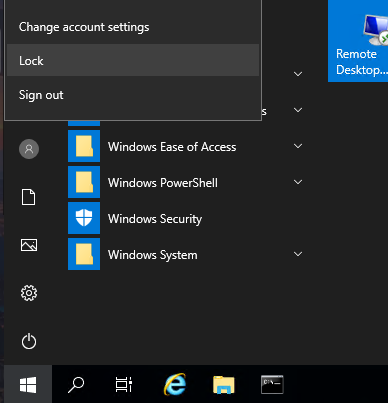 Change account settings
Lock
Sign out
Remote
Desktop...
Windows Ease of Access
Windows PowerShell
Windows Security
Windows System